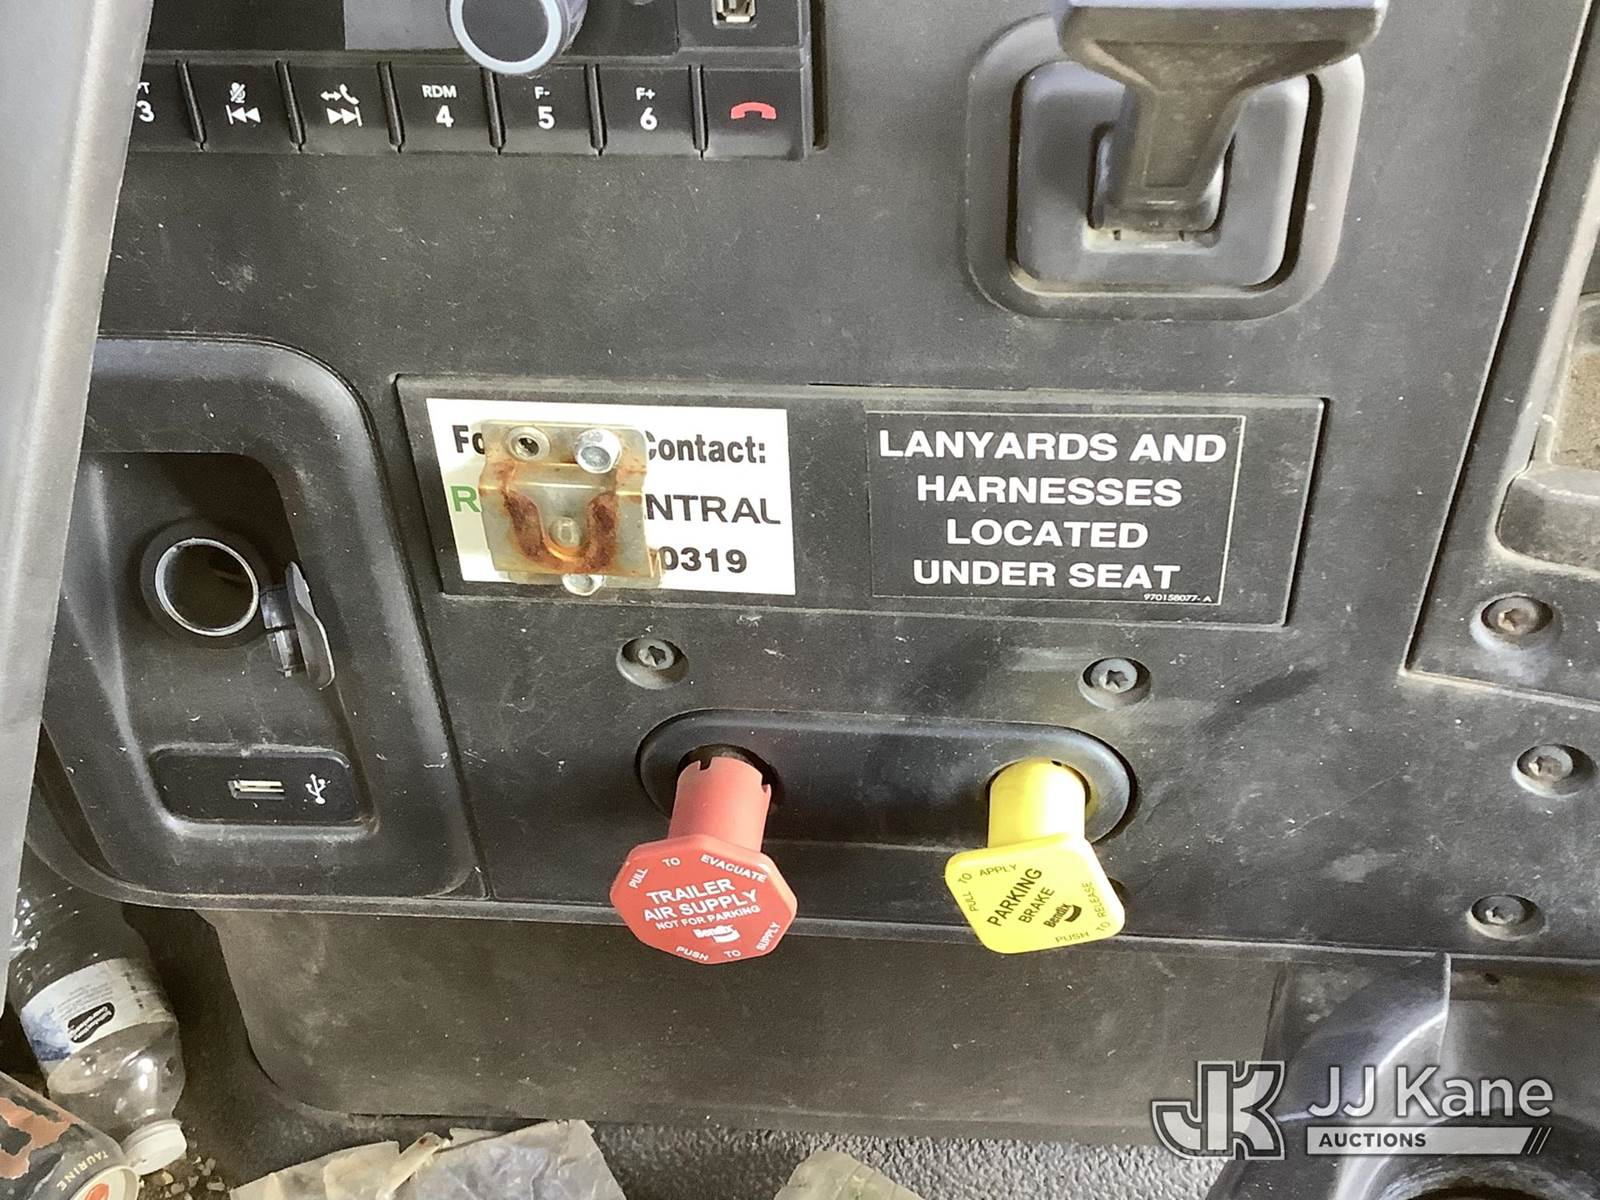 3
RDM
4
F-
5
F+
6
Contact:
NTRAL
0319
LANYARDS AND
HARNESSES
LOCATED
UNDER SEAT
970158077- A
PULL TO EVACUATE
TRAILER
AIR SUPPLY
NOT FOR PARKING
Bendix
PUSH TO SUPPLY
PULL TO APPLY
PARKING
BRAKE
Bendix
PUSH TO RELEASE
TAURINE
JK JJ Kane
AUCTIONS